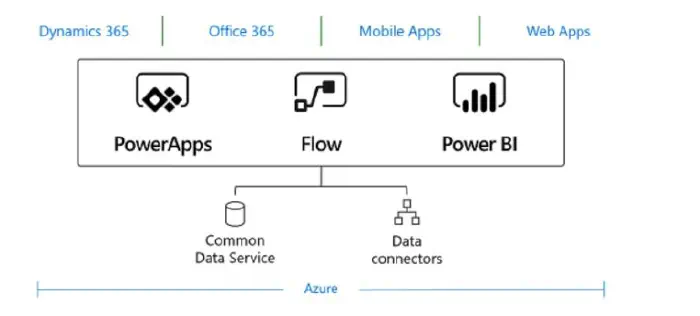 Dynamics 365 Office 365 Mobile Apps Web Apps
PowerApps Flow Power BI
Common Data Service
Data connectors
Azure